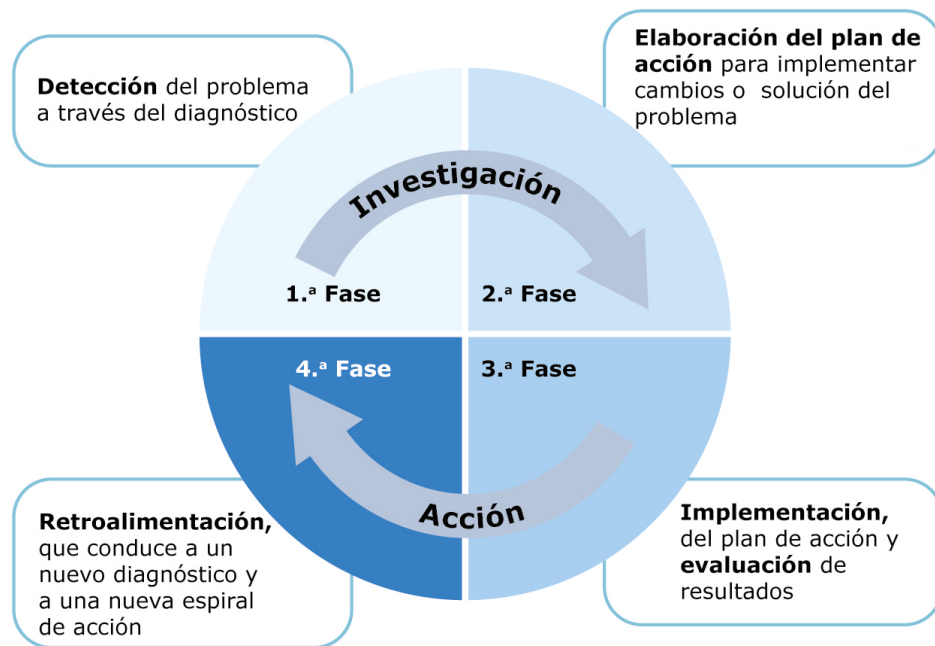 Detección del problema
a través del diagnóstico
Elaboración del plan de
acción para implementar
cambios o solución del
problema
Investigación
1.ª Fase
2.ª Fase
4.ª Fase
3.ª Fase
Acción
Retroalimentación,
que conduce a un
nuevo diagnóstico y
a una nueva espiral
de acción
Implementación,
del plan de acción y
evaluación de
resultados